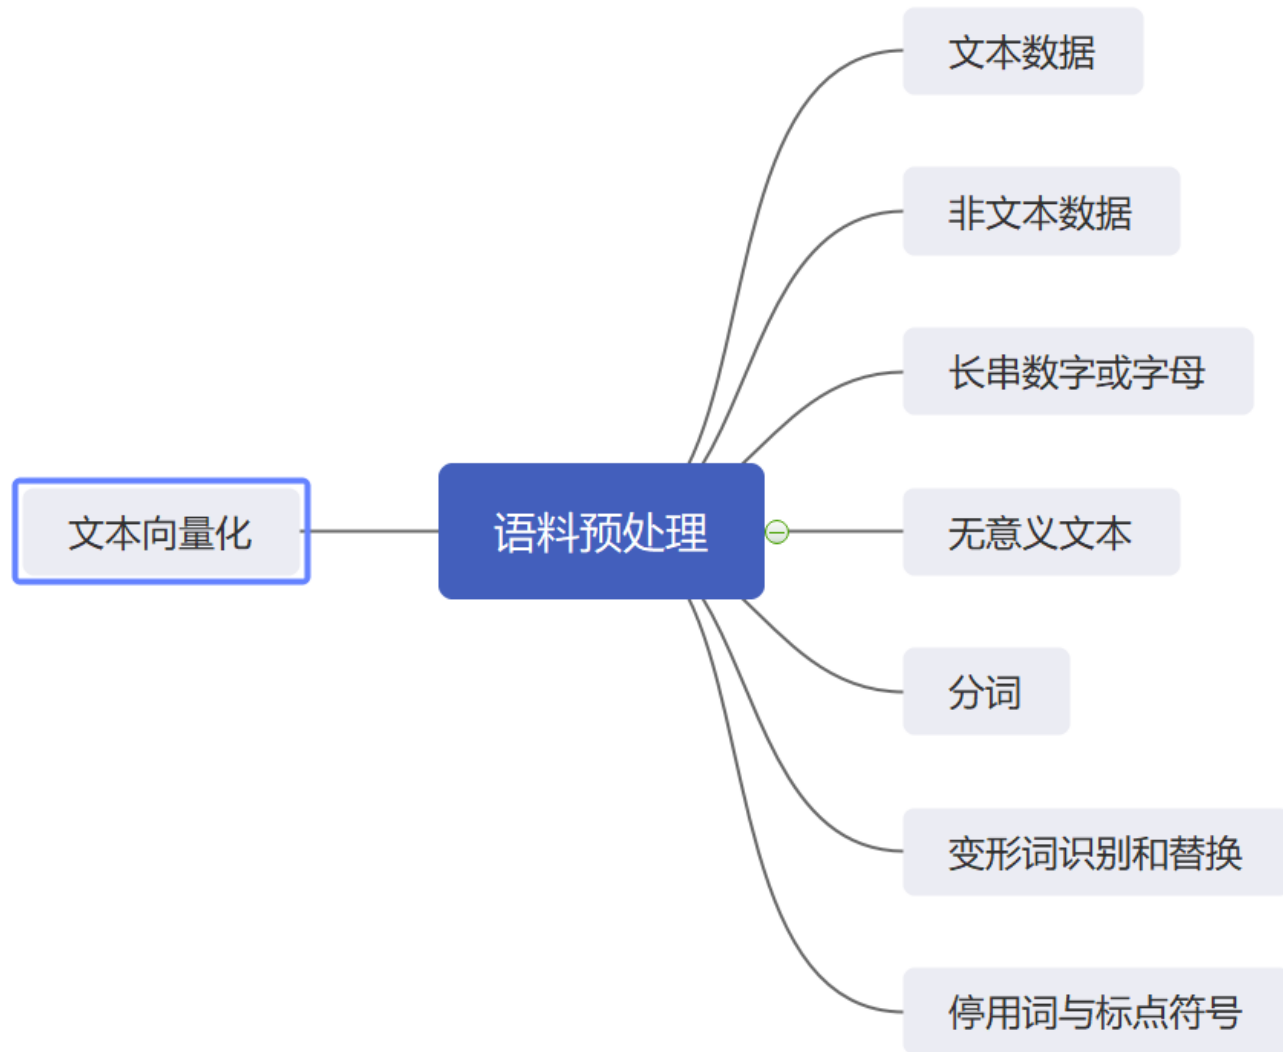 文本数据
非文本数据
长串数字或字母
文本向量化
语料预处理
无意义文本
分词
变形词识别和替换
停用词与标点符号